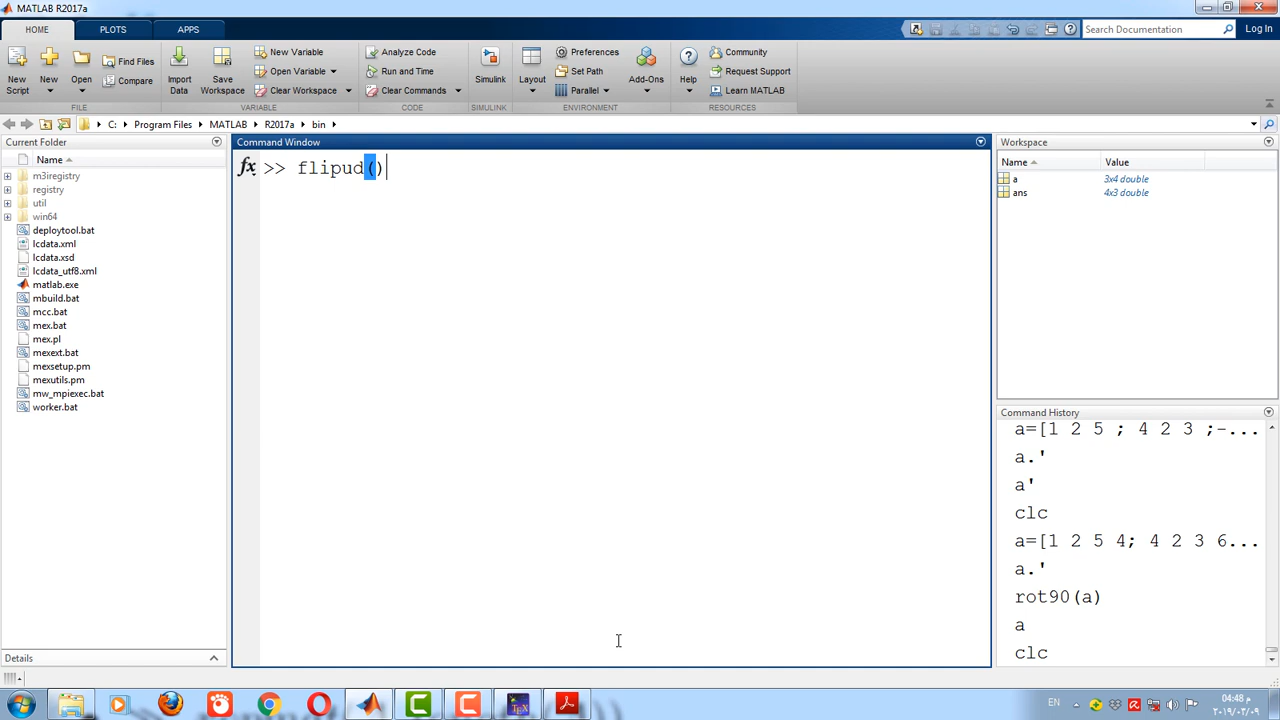 MATLAB R2017a
HOME PLOTS APPS
Search Documentation
Log In
New Script
New
Open
Find Files
Compare
Import Data
Save Workspace
New Variable
Open Variable
Clear Workspace
Analyze Code
Run and Time
Clear Commands
Simulink
Layout
Preferences
Set Path
Parallel
Add-Ons
Help
Community
Request Support
Learn MATLAB
FILE VARIABLE CODE SIMULINK ENVIRONMENT RESOURCES
C: Program Files MATLAB R2017a bin
Current Folder
Name
m3iregistry
registry
util
win64
deploytool.bat
lcdata.xml
lcdata.xsd
lcdata_utf8.xml
matlab.exe
mbuild.bat
mcc.bat
mex.bat
mex.pl
mexext.bat
mexsetup.pm
mexutils.pm
mw_mpiexec.bat
worker.bat
Details
Command Window
fx >> flipud()
Workspace
Name Value
a 3x4 double
ans 4x3 double
Command History
a=[1 2 5 ; 4 2 3 ;-...
a.'
a'
clc
a=[1 2 5 4; 4 2 3 6...
a.'
rot90(a)
a
clc
EN
04:48 م
٢٠١٩/٠٣/٠٩